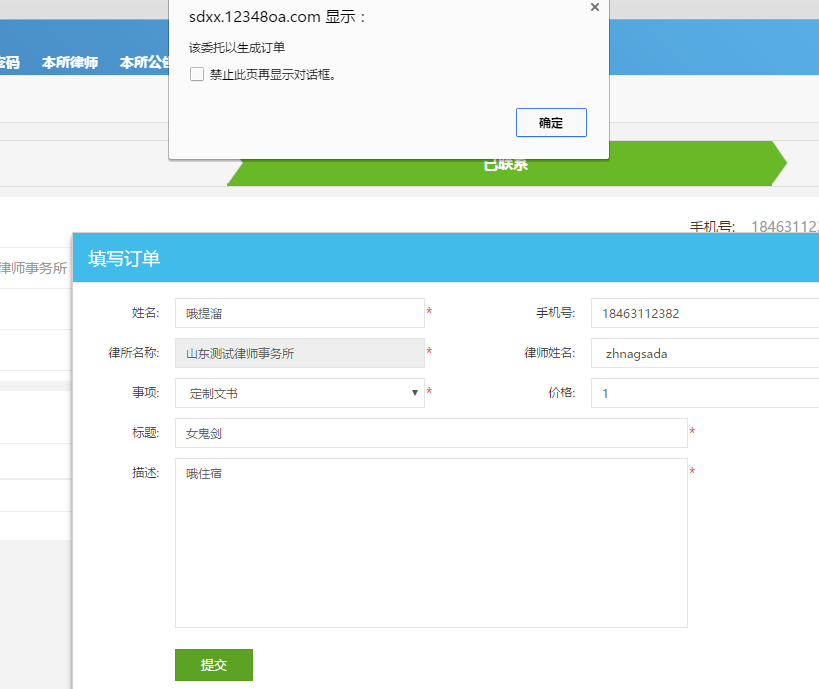 sdxx.12348oa.com 显示：
该委托以生成订单
禁止此页再显示对话框。
确定
密码 本所律师 本所公告
已联系
手机号: 18463112
律师事务所
填写订单
姓名: 哦提溜 * 手机号: 18463112382
律所名称: 山东测试律师事务所 * 律师姓名: zhnagsada
事项: 定制文书 * 价格: 1
标题: 女鬼剑 *
描述: 哦住宿 *
提交